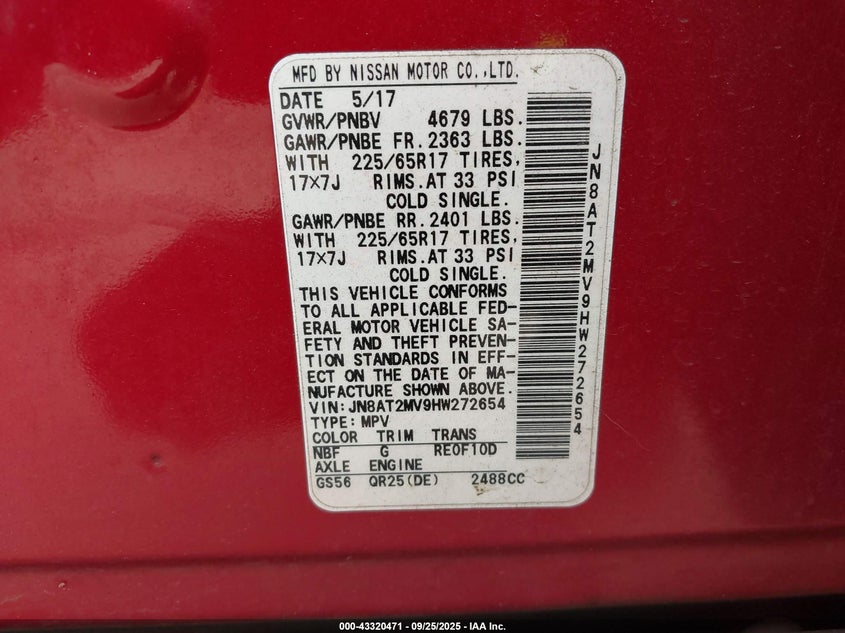 MFD BY NISSAN MOTOR CO.,LTD.
DATE 5/17
GVWR/PNBV 4679 LBS.
GAWR/PNBE FR. 2363 LBS.
WITH 225/65R17 TIRES,
17×7J RIMS. AT 33 PSI
COLD SINGLE.
GAWR/PNBE RR. 2401 LBS.
WITH 225/65R17 TIRES,
17×7J RIMS. AT 33 PSI
COLD SINGLE.
THIS VEHICLE CONFORMS
TO ALL APPLICABLE FED-
ERAL MOTOR VEHICLE SA-
FETY AND THEFT PREVEN-
TION STANDARDS IN EFF-
ECT ON THE DATE OF MA-
NUFACTURE SHOWN ABOVE.
VIN:JN8AT2MV9HW272654
TYPE:MPV
COLOR TRIM TRANS
NBF G RE0F10D
AXLE ENGINE
GS56 QR25(DE) 2488CC
JN8AT2MV9HW272654
000-43320471 - 09/25/2025 - IAA Inc.